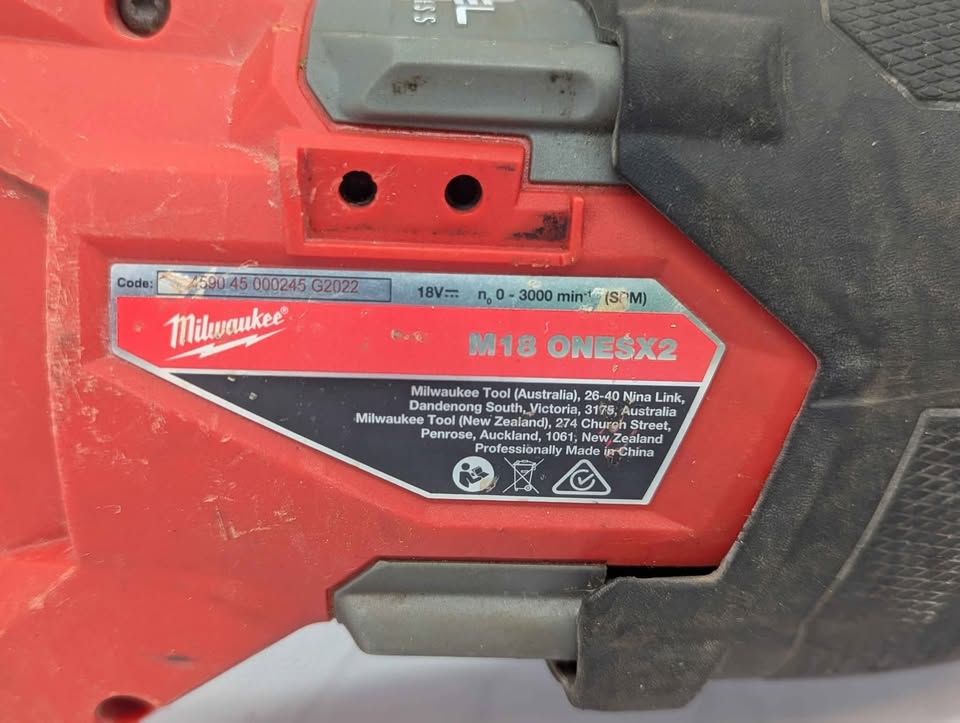 Code: 4590 45 000245 G2022
18V n₀ 0 - 3000 min⁻¹ (SPM)
Milwaukee®
M18 ONESX2
Milwaukee Tool (Australia), 26-40 Nina Link,
Dandenong South, Victoria, 3175, Australia
Milwaukee Tool (New Zealand), 274 Church Street,
Penrose, Auckland, 1061, New Zealand
Professionally Made in China